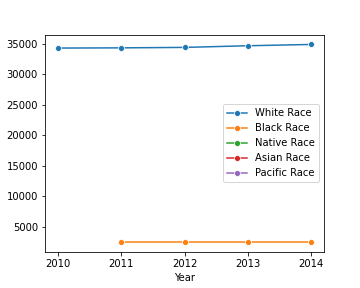 35000
30000
25000
20000
15000
10000
5000
White Race
Black Race
Native Race
Asian Race
Pacific Race
2010 2011 2012 2013 2014
Year